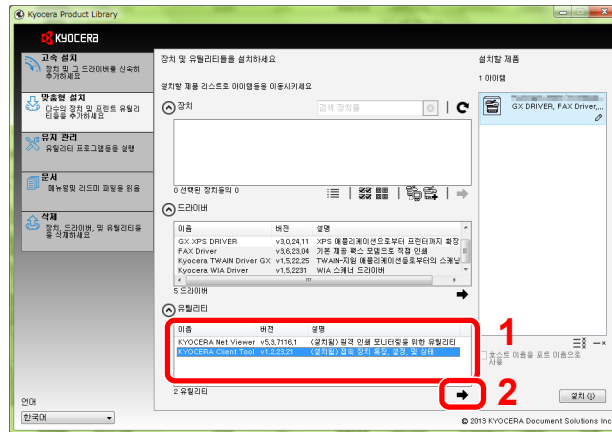 Kyocera Product Library
KYOCERA
고속 설치
장치 및 그 드라이버를 신속히
추가하세요
맞춤형 설치
다수의 장치 및 프린트 유틸리
티들을 추가하세요
유지 관리
유틸리티 프로그램등을 실행
문서
매뉴얼및 리드미 파일을 읽음
삭제
장치, 드라이버, 및 유틸리티등
을 삭제하세요
언어
한국어
장치 및 유틸리티들을 설치하세요
설치할 제품 리스트로 아이템등을 이동시키세요
장치
검색 장치들
0 선택된 장치들의 0
드라이버
이름 버전 설명
GX XPS DRIVER v3,0,24,11 XPS 애플리케이션으로부터 프린터까지 확장
FAX Driver v3,6,23,04 기본 제공 팩스 모뎀으로 직접 인쇄
Kyocera TWAIN Driver GX v1,5,22,25 TWAIN-지원 애플리케이션등로부터의 스캐닝
Kyocera WIA Driver v1,5,2231 WIA 스캐너 드라이버
5 드라이버
유틸리티
이름 버전 설명
KYOCERA Net Viewer v5,3,7116,1 (설치됨) 원격 인쇄 모니터링을 위한 유틸리티
KYOCERA Client Tool v1,2,23,21 (설치됨) 접속 장치 특징, 설정, 및 상태
1
2 유틸리티
2
설치할 제품
1 아이템
GX DRIVER, FAX Driver,...
호스트 이름을 포트 이름으로
사용
설치 (I)
© 2013 KYOCERA Document Solutions Inc